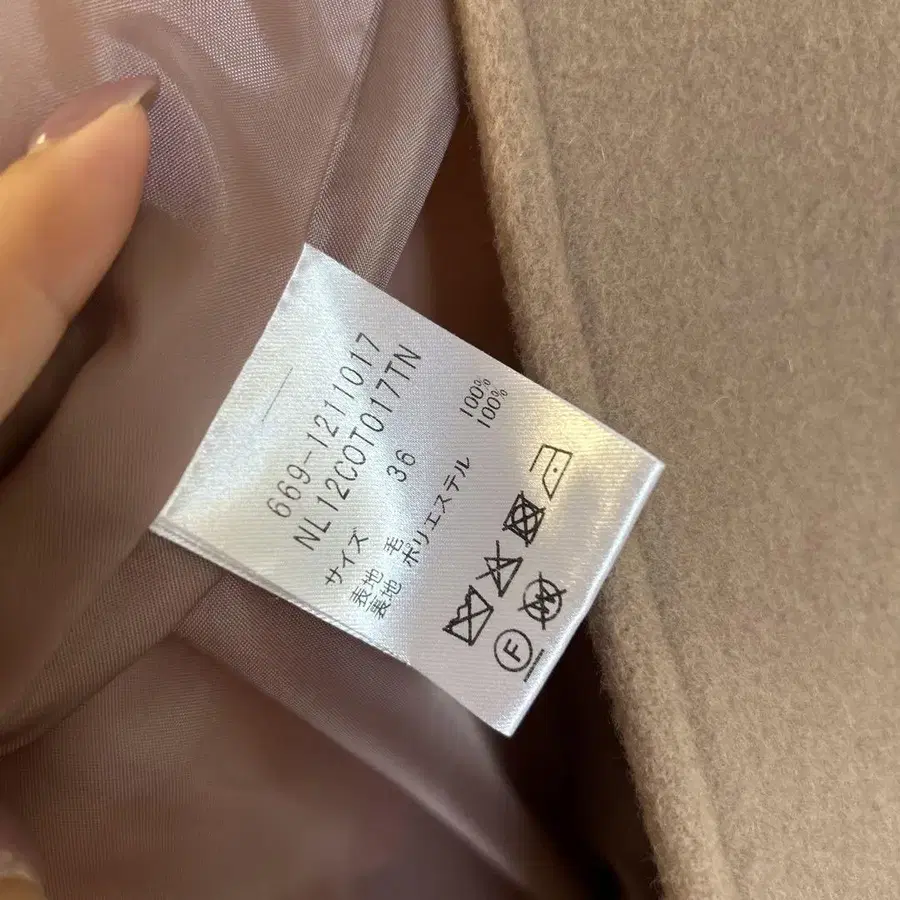 669-1211017
NL12COT017TN
サイズ 36
表地 毛 100%
裏地 ポリエステル 100%
F
W